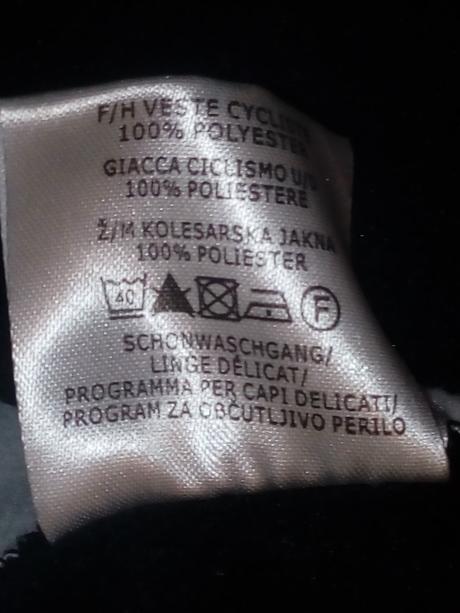 F/H VESTE CYCLISTE
100% POLYESTER
GIACCA CICLISMO U/D
100% POLIESTERE
Ž/M KOLESARSKA JAKNA
100% POLIESTER
40 F
SCHONWASCHGANG/
LINGE DÉLICAT/
PROGRAMMA PER CAPI DELICATI/
PROGRAM ZA OBČUTLJIVO PERILO